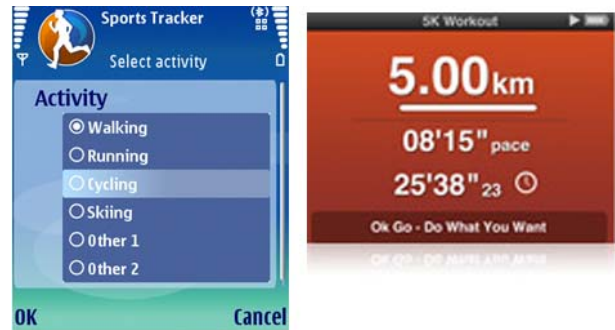 Sports Tracker
Select activity
Activity
Walking
Running
Cycling
Skiing
Other 1
Other 2
OK Cancel
5K Workout
5.00km
08'15" pace
25'38" 23
Ok Go - Do What You Want